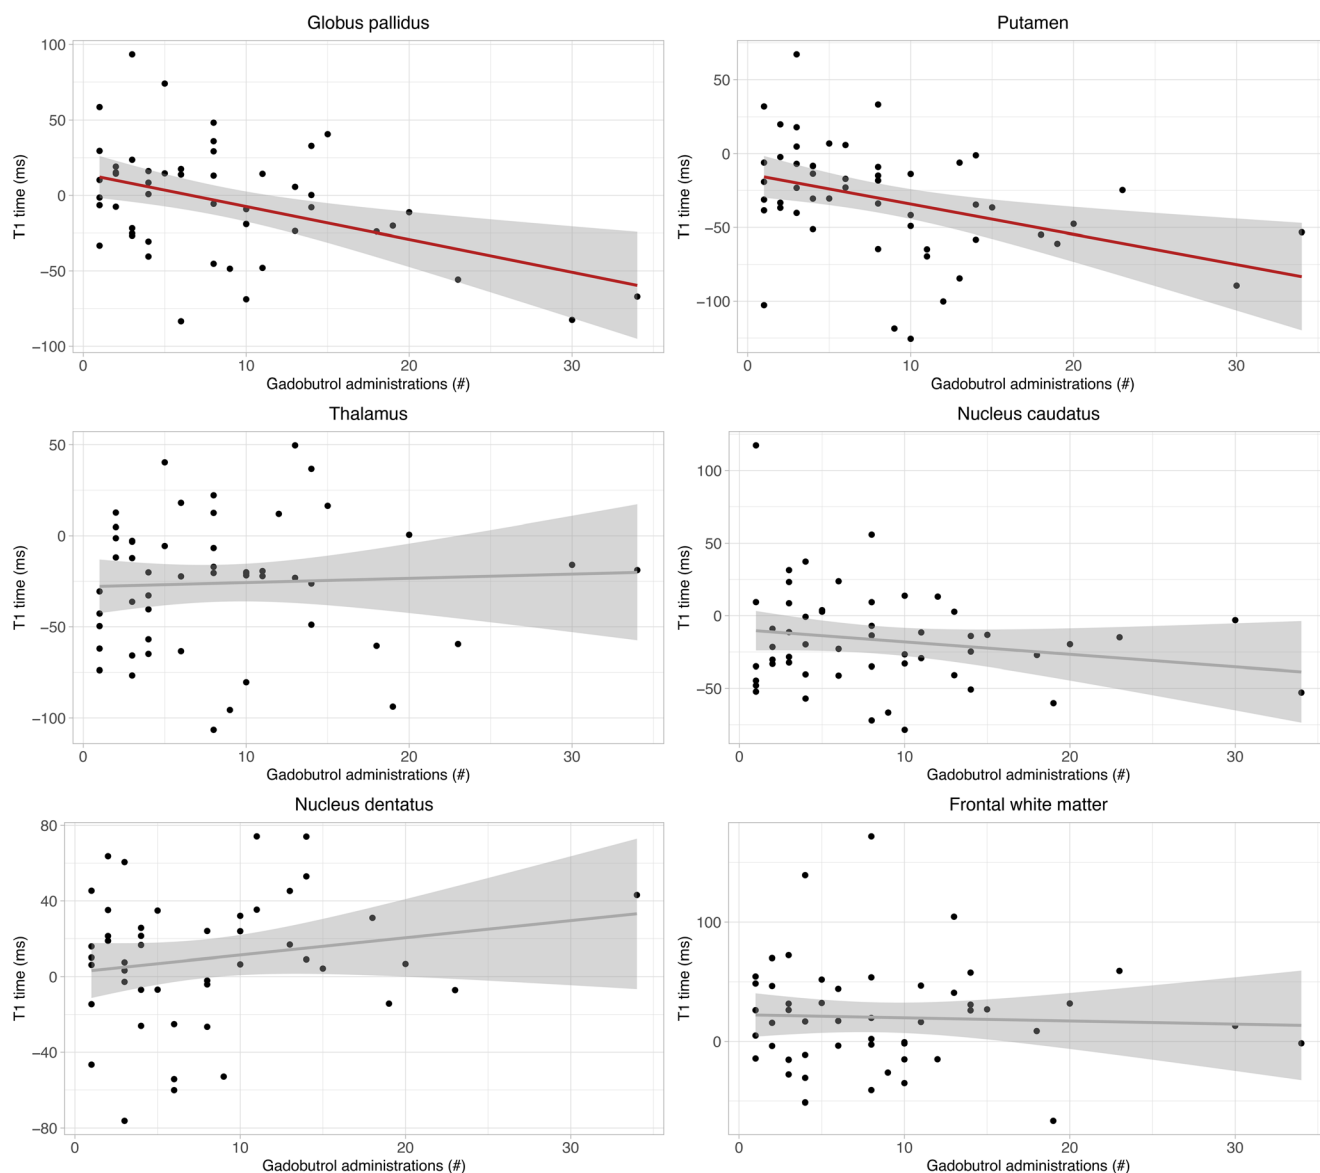 Globus pallidus
T1 time (ms)
100
50
0
−50
−100
0 10 20 30
Gadobutrol administrations (#)
Putamen
T1 time (ms)
50
0
−50
−100
0 10 20 30
Gadobutrol administrations (#)
Thalamus
T1 time (ms)
50
0
−50
−100
0 10 20 30
Gadobutrol administrations (#)
Nucleus caudatus
T1 time (ms)
100
50
0
−50
0 10 20 30
Gadobutrol administrations (#)
Nucleus dentatus
T1 time (ms)
80
40
0
−40
−80
0 10 20 30
Gadobutrol administrations (#)
Frontal white matter
T1 time (ms)
100
0
0 10 20 30
Gadobutrol administrations (#)